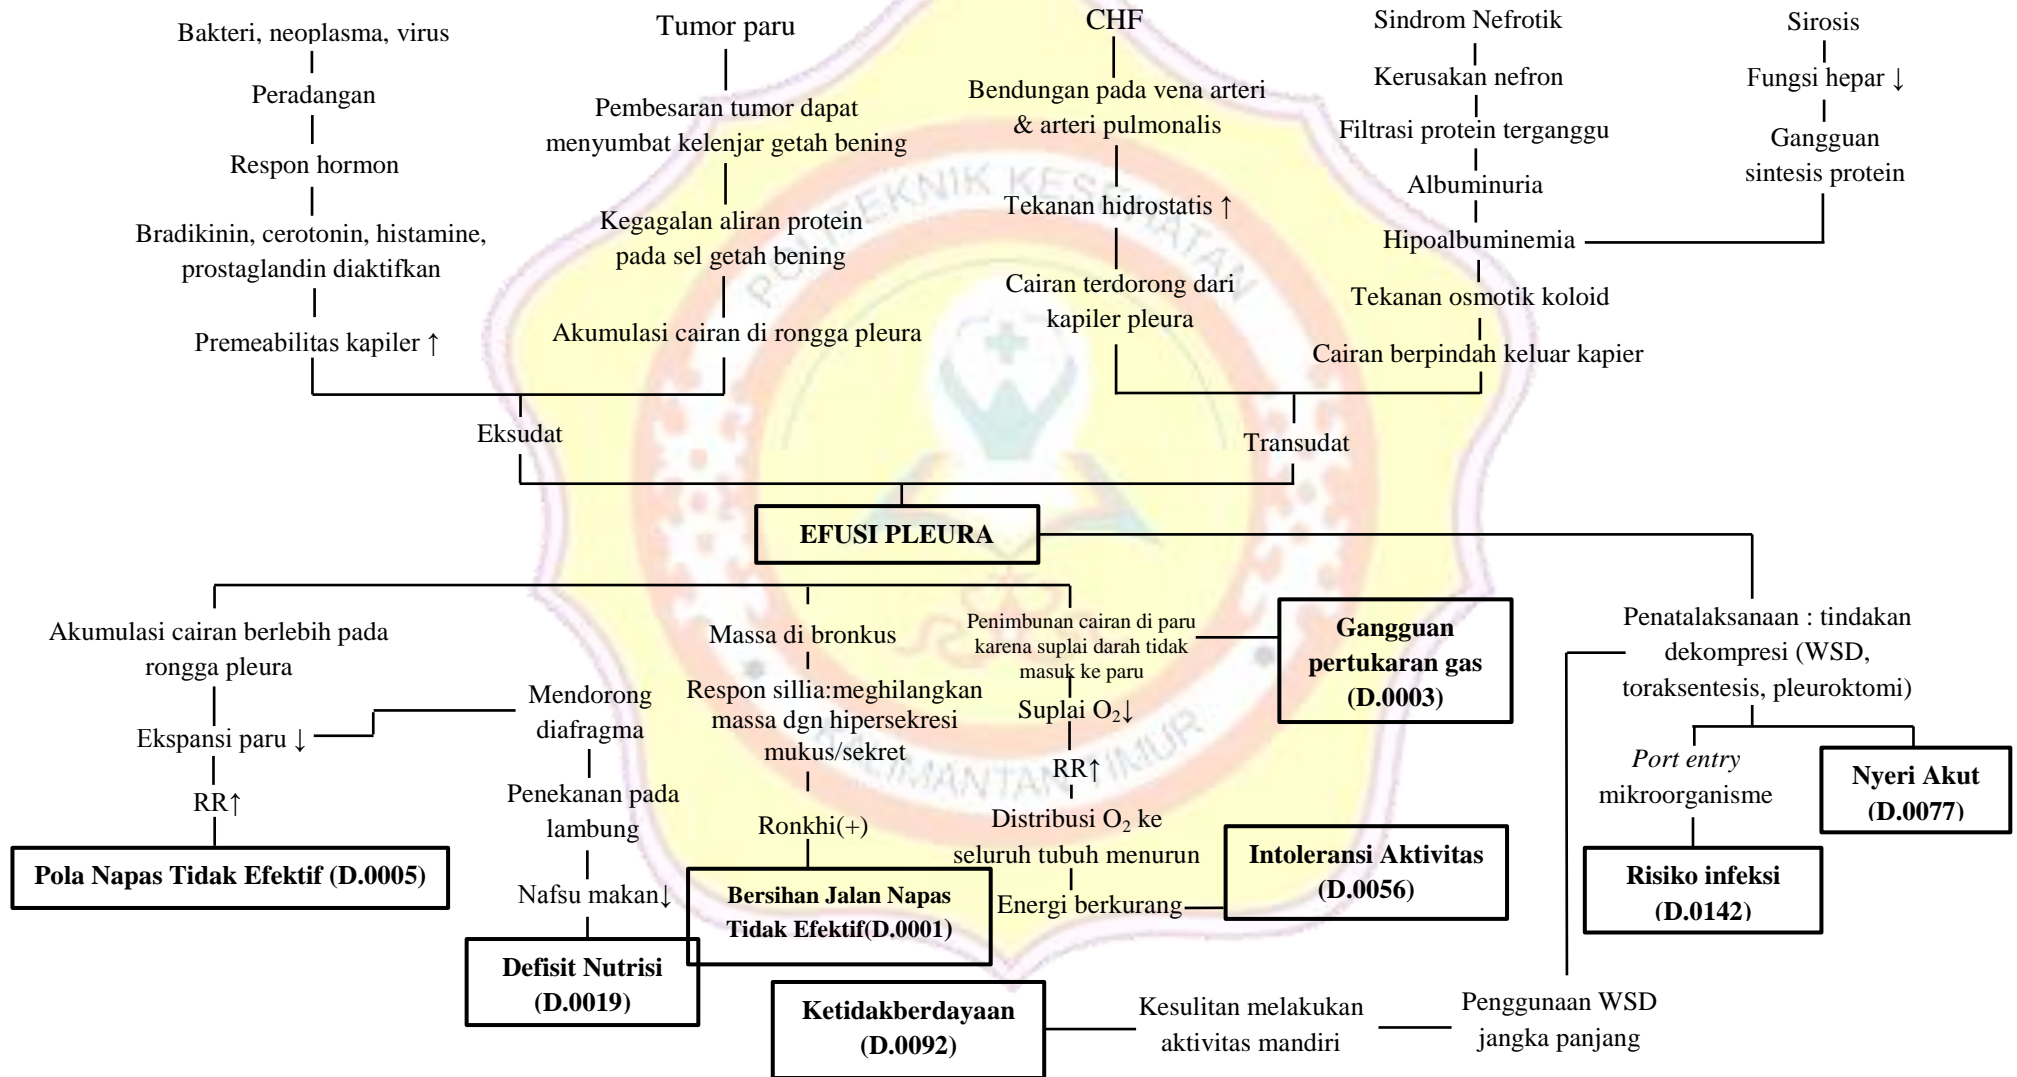 Bakteri, neoplasma, virus
Peradangan
Respon hormon
Bradikinin, cerotonin, histamine,
prostaglandin diaktifkan
Premeabilitas kapiler ↑
Tumor paru
Pembesaran tumor dapat
menyumbat kelenjar getah bening
Kegagalan aliran protein
pada sel getah bening
Akumulasi cairan di rongga pleura
Eksudat
CHF
Bendungan pada vena arteri
& arteri pulmonalis
Tekanan hidrostatis ↑
Cairan terdorong dari
kapiler pleura
Sindrom Nefrotik
Kerusakan nefron
Filtrasi protein terganggu
Albuminuria
Hipoalbuminemia
Tekanan osmotik koloid
Cairan berpindah keluar kapier
Sirosis
Fungsi hepar ↓
Gangguan
sintesis protein
Transudat
EFUSI PLEURA
Akumulasi cairan berlebih pada
rongga pleura
Ekspansi paru ↓
RR↑
Pola Napas Tidak Efektif (D.0005)
Mendorong
diafragma
Penekanan pada
lambung
Nafsu makan↓
Defisit Nutrisi
(D.0019)
Massa di bronkus
Respon sillia:meghilangkan
massa dgn hipersekresi
mukus/sekret
Ronkhi(+)
Bersihan Jalan Napas
Tidak Efektif(D.0001)
Penimbunan cairan di paru
karena suplai darah tidak
masuk ke paru
Suplai O₂↓
RR↑
Distribusi O₂ ke
seluruh tubuh menurun
Energi berkurang
Gangguan
pertukaran gas
(D.0003)
Intoleransi Aktivitas
(D.0056)
Penatalaksanaan : tindakan
dekompresi (WSD,
toraksentesis, pleuroktomi)
Port entry
mikroorganisme
Risiko infeksi
(D.0142)
Nyeri Akut
(D.0077)
Penggunaan WSD
jangka panjang
Kesulitan melakukan
aktivitas mandiri
Ketidakberdayaan
(D.0092)
POLITEKNIK KESEHATAN
KALIMANTAN TIMUR